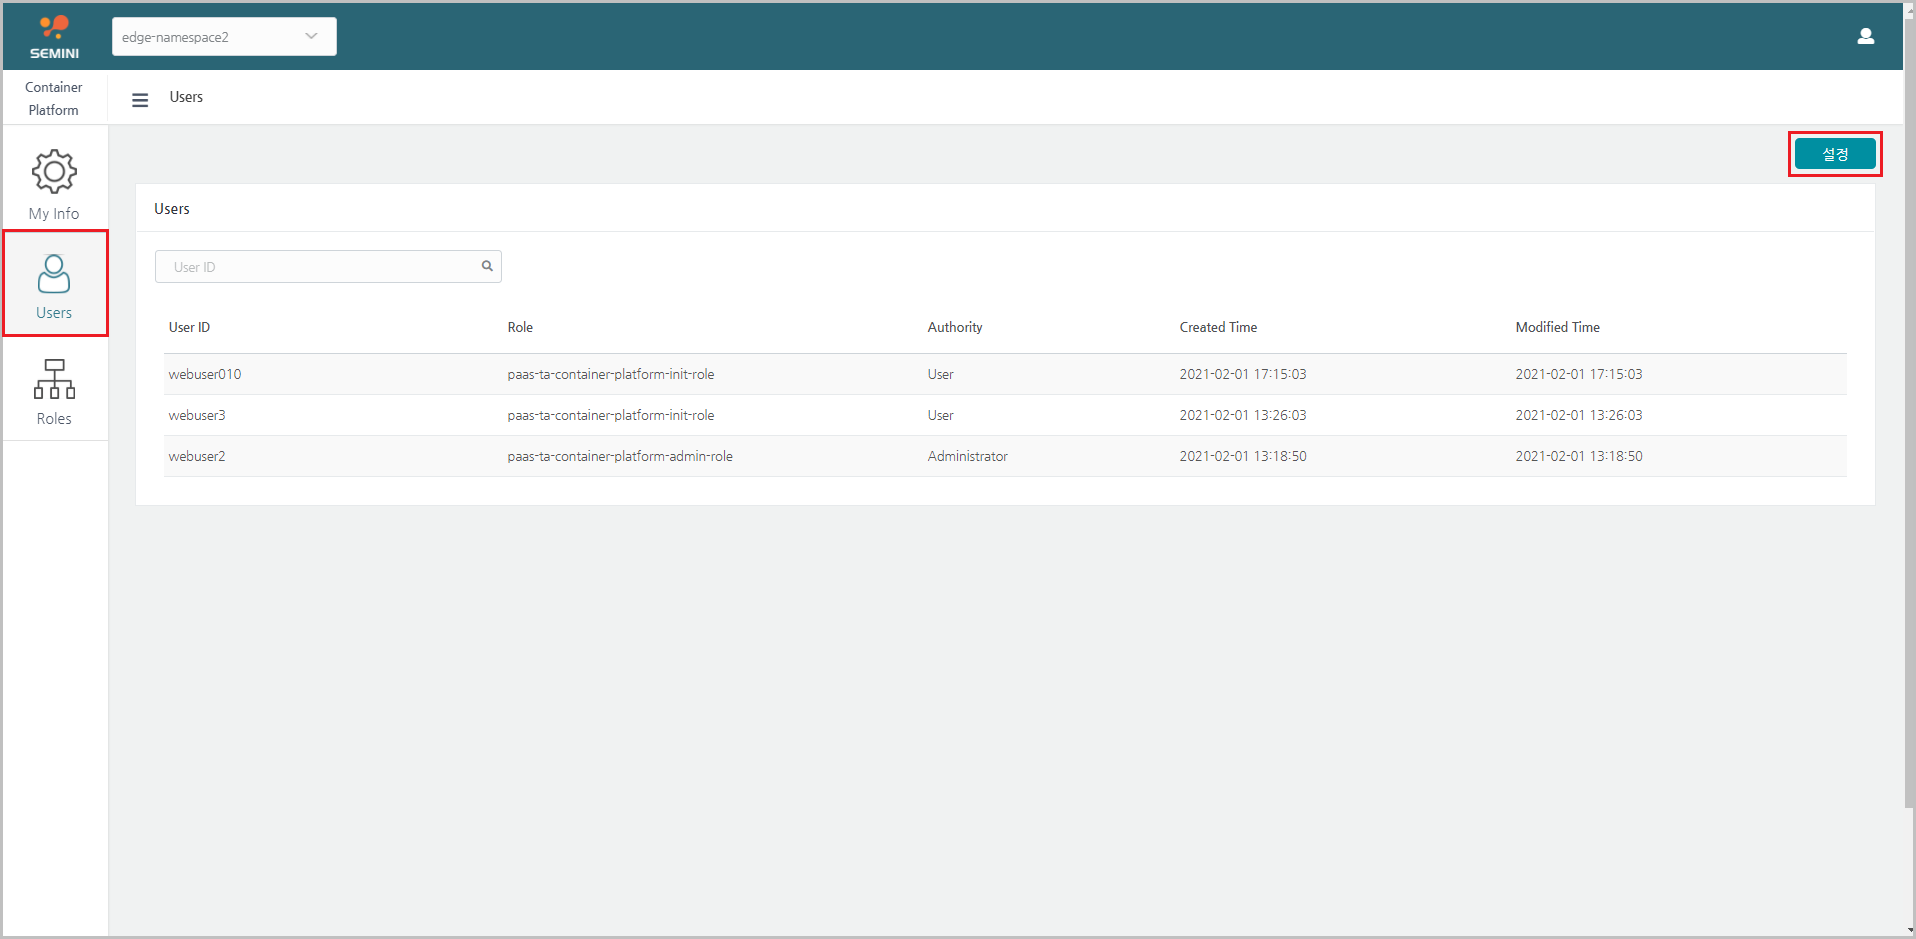 SEMINI
edge-namespace2
Container
Platform
Users
설정
My Info
Users
Roles
Users
User ID
User ID Role Authority Created Time Modified Time
webuser010 paas-ta-container-platform-init-role User 2021-02-01 17:15:03 2021-02-01 17:15:03
webuser3 paas-ta-container-platform-init-role User 2021-02-01 13:26:03 2021-02-01 13:26:03
webuser2 paas-ta-container-platform-admin-role Administrator 2021-02-01 13:18:50 2021-02-01 13:18:50